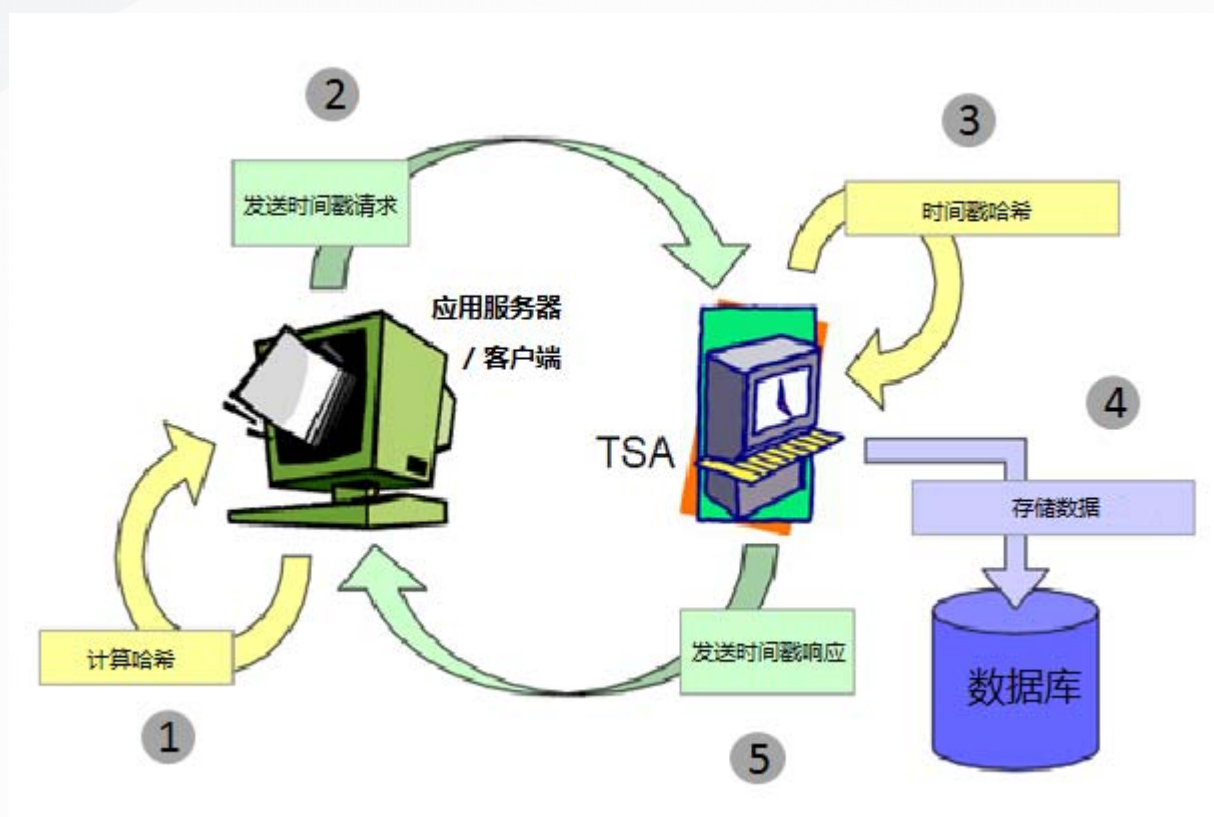 2
3
发送时间戳请求
时间戳哈希
应用服务器
/ 客户端
4
TSA
存储数据
计算哈希
发送时间戳响应
数据库
1
5